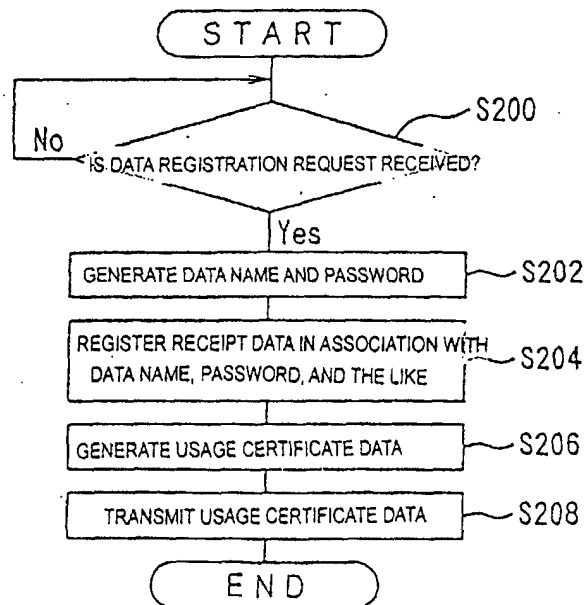 START
S200
No
IS DATA REGISTRATION REQUEST RECEIVED?
Yes
GENERATE DATA NAME AND PASSWORD
S202
REGISTER RECEIPT DATA IN ASSOCIATION WITH
DATA NAME, PASSWORD, AND THE LIKE
S204
GENERATE USAGE CERTIFICATE DATA
S206
TRANSMIT USAGE CERTIFICATE DATA
S208
END